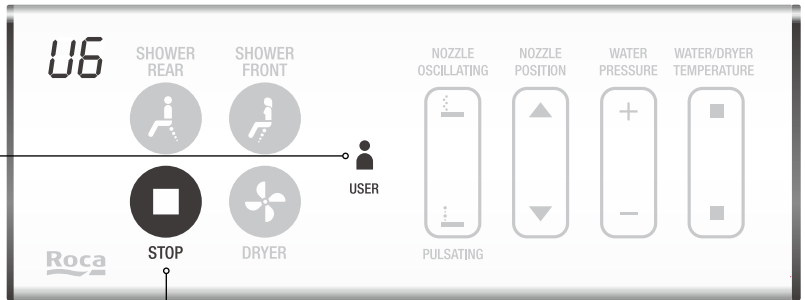 U6
SHOWER
REAR
SHOWER
FRONT
NOZZLE
OSCILLATING
NOZZLE
POSITION
WATER
PRESSURE
WATER/DRYER
TEMPERATURE
USER
STOP
DRYER
PULSATING
Roca